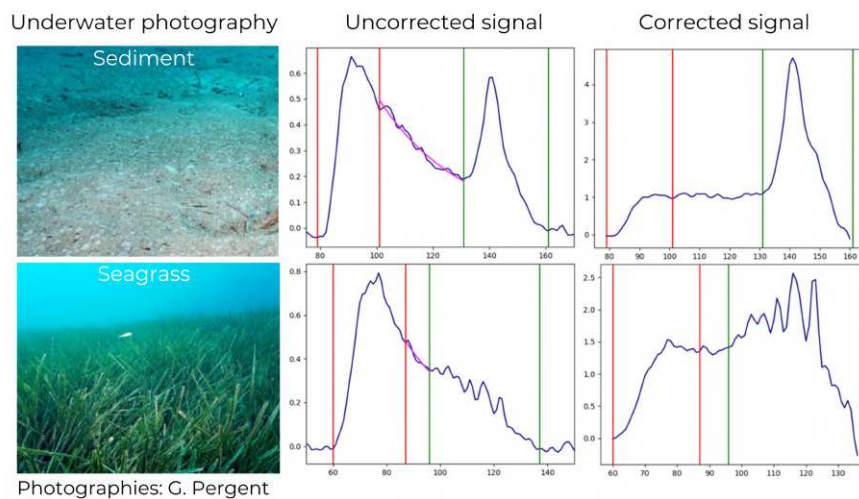 Underwater photography Uncorrected signal Corrected signal
Sediment
0.6
0.5
0.4
0.3
0.2
0.1
0.0
80 100 120 140 160
4
3
2
1
0
80 90 100 110 120 130 140 150 160
Seagrass
0.8
0.6
0.4
0.2
0.0
60 80 100 120 140
2.5
2.0
1.5
1.0
0.5
0.0
60 70 80 90 100 110 120 130
Photographies: G. Pergent